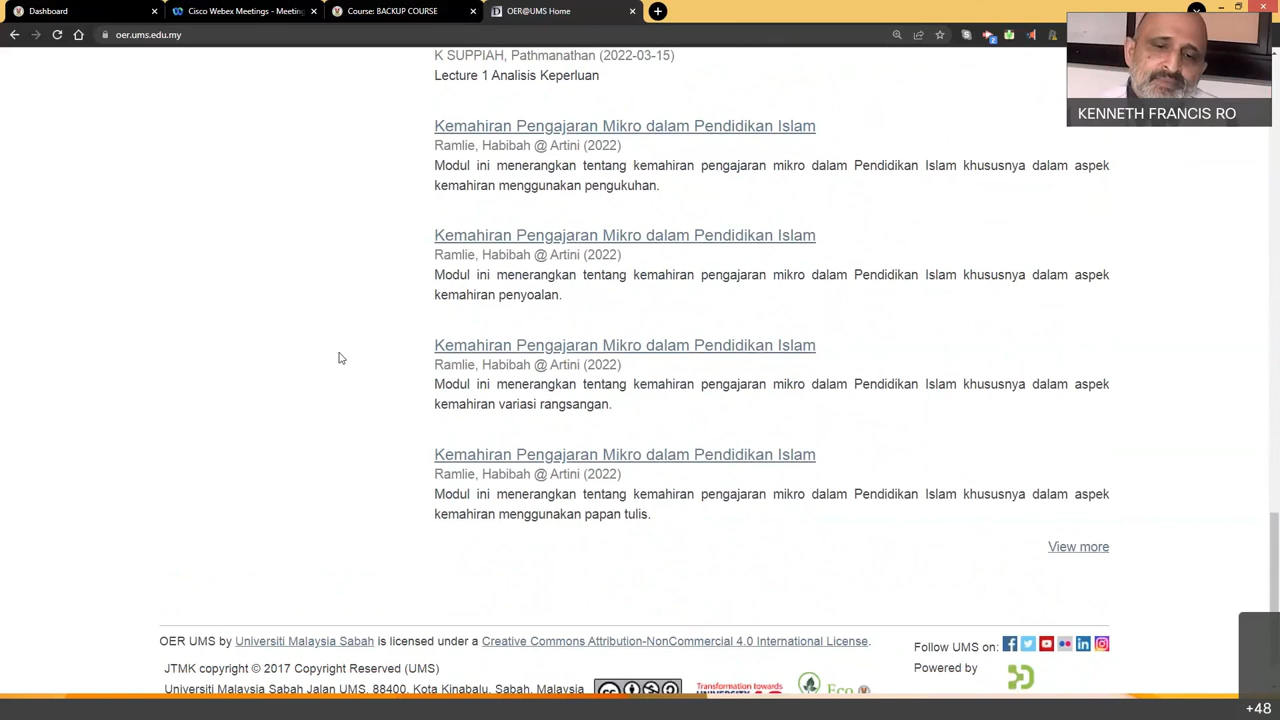 Dashboard
Cisco Webex Meetings - Meeting
Course: BACKUP COURSE
OER@UMS Home
oer.ums.edu.my
KENNETH FRANCIS RO
K SUPPIAH, Pathmanathan (2022-03-15)
Lecture 1 Analisis Keperluan
Kemahiran Pengajaran Mikro dalam Pendidikan Islam
Ramlie, Habibah @ Artini (2022)
Modul ini menerangkan tentang kemahiran pengajaran mikro dalam Pendidikan Islam khususnya dalam aspek
kemahiran menggunakan pengukuhan.
Kemahiran Pengajaran Mikro dalam Pendidikan Islam
Ramlie, Habibah @ Artini (2022)
Modul ini menerangkan tentang kemahiran pengajaran mikro dalam Pendidikan Islam khususnya dalam aspek
kemahiran penyoalan.
Kemahiran Pengajaran Mikro dalam Pendidikan Islam
Ramlie, Habibah @ Artini (2022)
Modul ini menerangkan tentang kemahiran pengajaran mikro dalam Pendidikan Islam khususnya dalam aspek
kemahiran variasi rangsangan.
Kemahiran Pengajaran Mikro dalam Pendidikan Islam
Ramlie, Habibah @ Artini (2022)
Modul ini menerangkan tentang kemahiran pengajaran mikro dalam Pendidikan Islam khususnya dalam aspek
kemahiran menggunakan papan tulis.
View more
OER UMS by Universiti Malaysia Sabah is licensed under a Creative Commons Attribution-NonCommercial 4.0 International License.
Follow UMS on:
JTMK copyright © 2017 Copyright Reserved (UMS)
Powered by
Universiti Malaysia Sabah Jalan UMS, 88400, Kota Kinabalu, Sabah, Malaysia
Transformation towards
Eco
+48